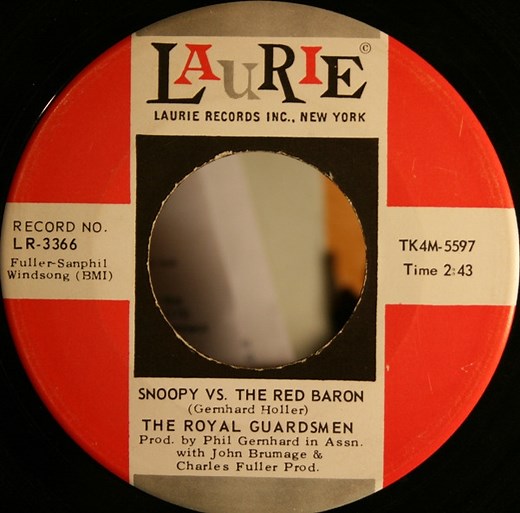 LAURIE ©
LAURIE RECORDS INC., NEW YORK
RECORD NO.
LR-3366
Fuller-Sanphil
Windsong (BMI)
TK4M-5597
Time 2:43
SNOOPY VS. THE RED BARON
(Gernhard Holler)
THE ROYAL GUARDSMEN
Prod. by Phil Gernhard in Assn.
with John Brumage &
Charles Fuller Prod.